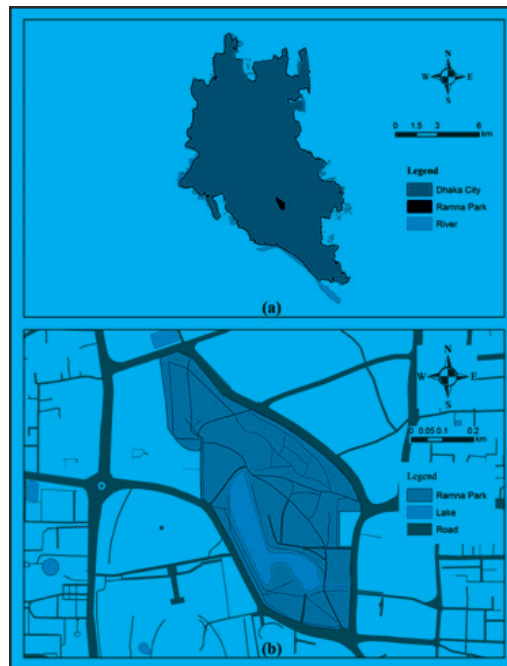 N
W E
S
0 1.5 3 6
km
Legend
Dhaka City
Ramna Park
River
(a)
N
W E
S
0 0.05 0.1 0.2
km
Legend
Ramna Park
Lake
Road
(b)